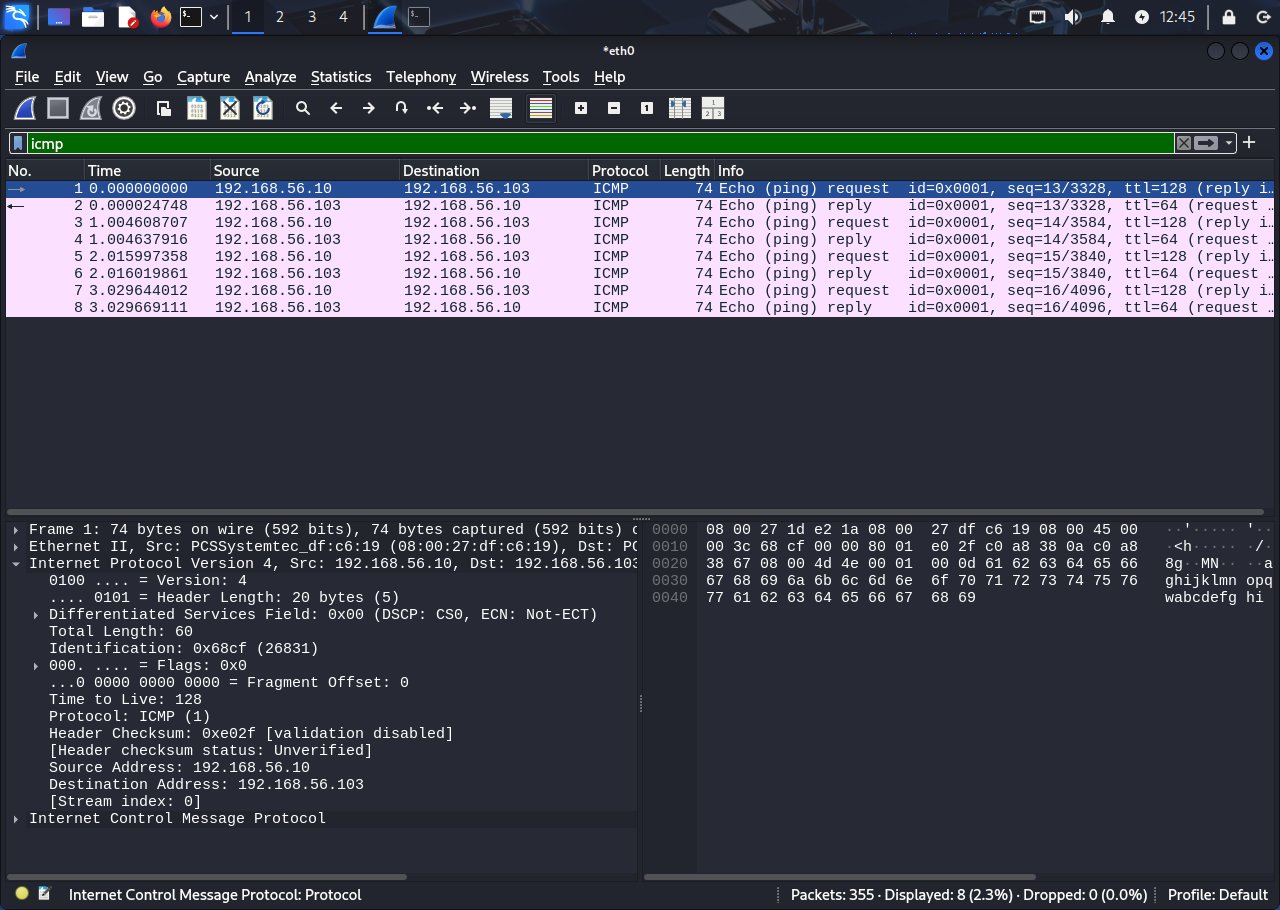 1 2 3 4 12:45
*eth0
File Edit View Go Capture Analyze Statistics Telephony Wireless Tools Help
icmp
No. Time Source Destination Protocol Length Info
1 0.000000000 192.168.56.10 192.168.56.103 ICMP 74 Echo (ping) request id=0x0001, seq=13/3328, ttl=128 (reply i…
2 0.000024748 192.168.56.103 192.168.56.10 ICMP 74 Echo (ping) reply id=0x0001, seq=13/3328, ttl=64 (request …
3 1.004608707 192.168.56.10 192.168.56.103 ICMP 74 Echo (ping) request id=0x0001, seq=14/3584, ttl=128 (reply i…
4 1.004637916 192.168.56.103 192.168.56.10 ICMP 74 Echo (ping) reply id=0x0001, seq=14/3584, ttl=64 (request …
5 2.015997358 192.168.56.10 192.168.56.103 ICMP 74 Echo (ping) request id=0x0001, seq=15/3840, ttl=128 (reply i…
6 2.016019861 192.168.56.103 192.168.56.10 ICMP 74 Echo (ping) reply id=0x0001, seq=15/3840, ttl=64 (request …
7 3.029644012 192.168.56.10 192.168.56.103 ICMP 74 Echo (ping) request id=0x0001, seq=16/4096, ttl=128 (reply i…
8 3.029669111 192.168.56.103 192.168.56.10 ICMP 74 Echo (ping) reply id=0x0001, seq=16/4096, ttl=64 (request …
Frame 1: 74 bytes on wire (592 bits), 74 bytes captured (592 bits) o
Ethernet II, Src: PCSSystemtec_df:c6:19 (08:00:27:df:c6:19), Dst: PC
Internet Protocol Version 4, Src: 192.168.56.10, Dst: 192.168.56.103
0100 .... = Version: 4
.... 0101 = Header Length: 20 bytes (5)
Differentiated Services Field: 0x00 (DSCP: CS0, ECN: Not-ECT)
Total Length: 60
Identification: 0x68cf (26831)
000. .... = Flags: 0x0
...0 0000 0000 0000 = Fragment Offset: 0
Time to Live: 128
Protocol: ICMP (1)
Header Checksum: 0xe02f [validation disabled]
[Header checksum status: Unverified]
Source Address: 192.168.56.10
Destination Address: 192.168.56.103
[Stream index: 0]
Internet Control Message Protocol
0000 08 00 27 1d e2 1a 08 00 27 df c6 19 08 00 45 00 ··'····· '·····E·
0010 00 3c 68 cf 00 00 80 01 e0 2f c0 a8 38 0a c0 a8 ·<h····· ·/··8···
0020 38 67 08 00 4d 4e 00 01 00 0d 61 62 63 64 65 66 8g··MN·· ··a
0030 67 68 69 6a 6b 6c 6d 6e 6f 70 71 72 73 74 75 76 ghijklmn opq
0040 77 61 62 63 64 65 66 67 68 69 wabcdefg hi
Internet Control Message Protocol: Protocol
Packets: 355 · Displayed: 8 (2.3%) · Dropped: 0 (0.0%) Profile: Default